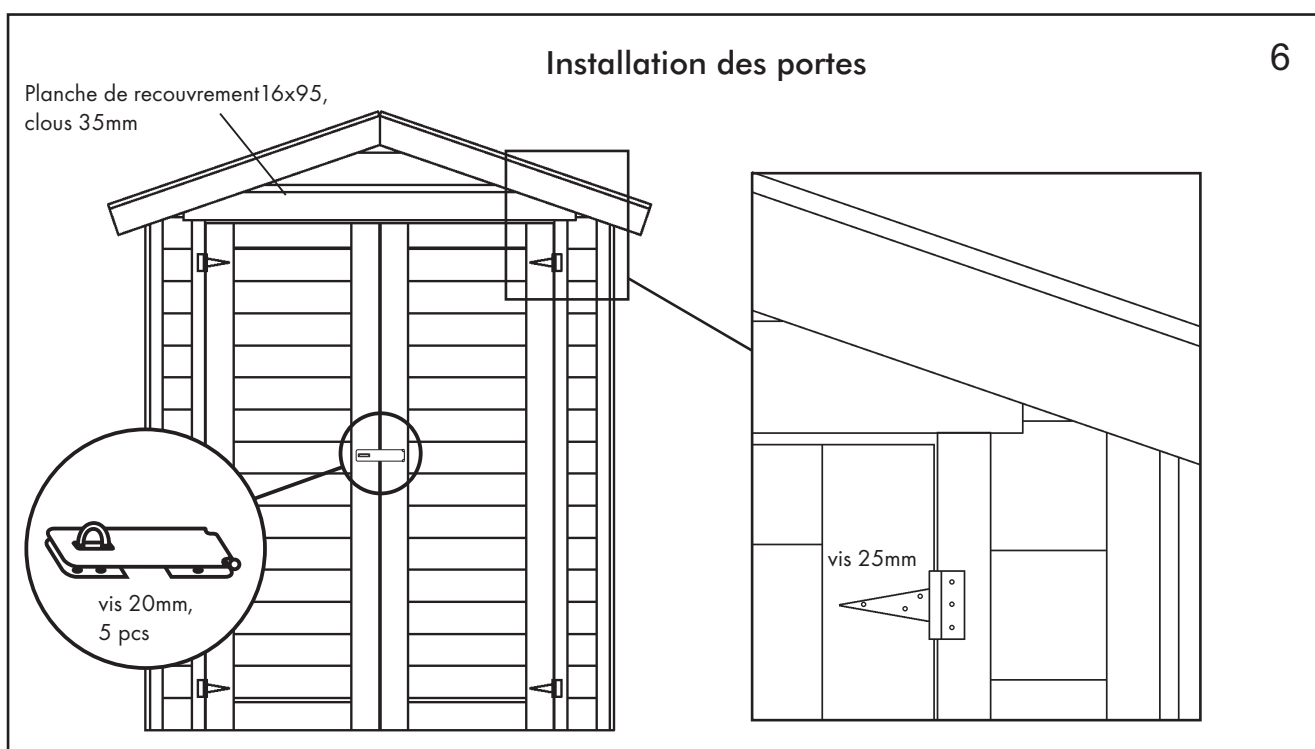 Installation des portes
6
Planche de recouvrement16x95,
clous 35mm
vis 25mm
vis 20mm,
5 pcs